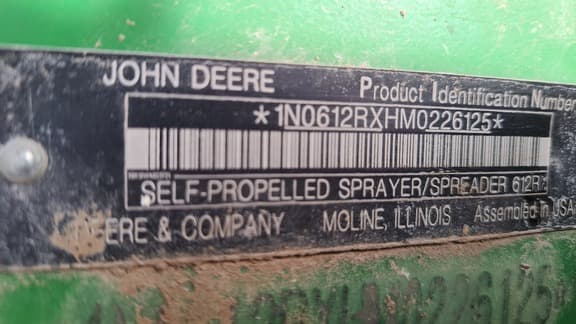 JOHN DEERE Product Identification Number
*1N0612RXHM0226125*
SELF-PROPELLED SPRAYER/SPREADER 612R
DEERE & COMPANY MOLINE, ILLINOIS Assembled in USA